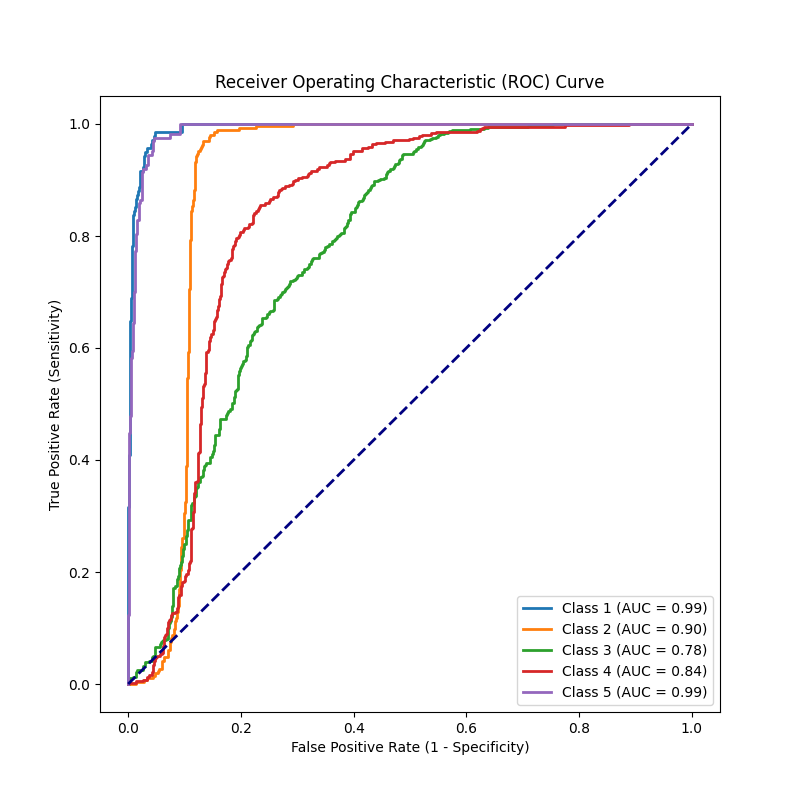 Receiver Operating Characteristic (ROC) Curve
True Positive Rate (Sensitivity)
1.0
0.8
0.6
0.4
0.2
0.0
Class 1 (AUC = 0.99)
Class 2 (AUC = 0.90)
Class 3 (AUC = 0.78)
Class 4 (AUC = 0.84)
Class 5 (AUC = 0.99)
0.0 0.2 0.4 0.6 0.8 1.0
False Positive Rate (1 - Specificity)